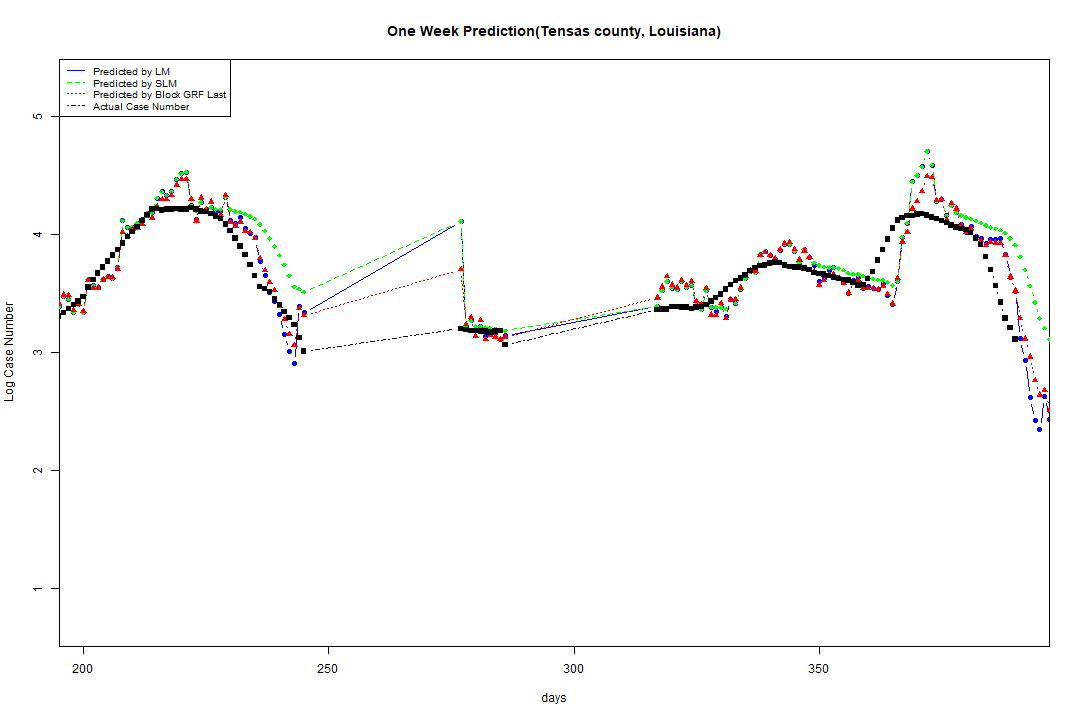 One Week Prediction(Tensas county, Louisiana)
Predicted by LM
Predicted by SLM
Predicted by Block GRF Last
Actual Case Number
5
4
3
2
1
Log Case Number
200 250 300 350
days